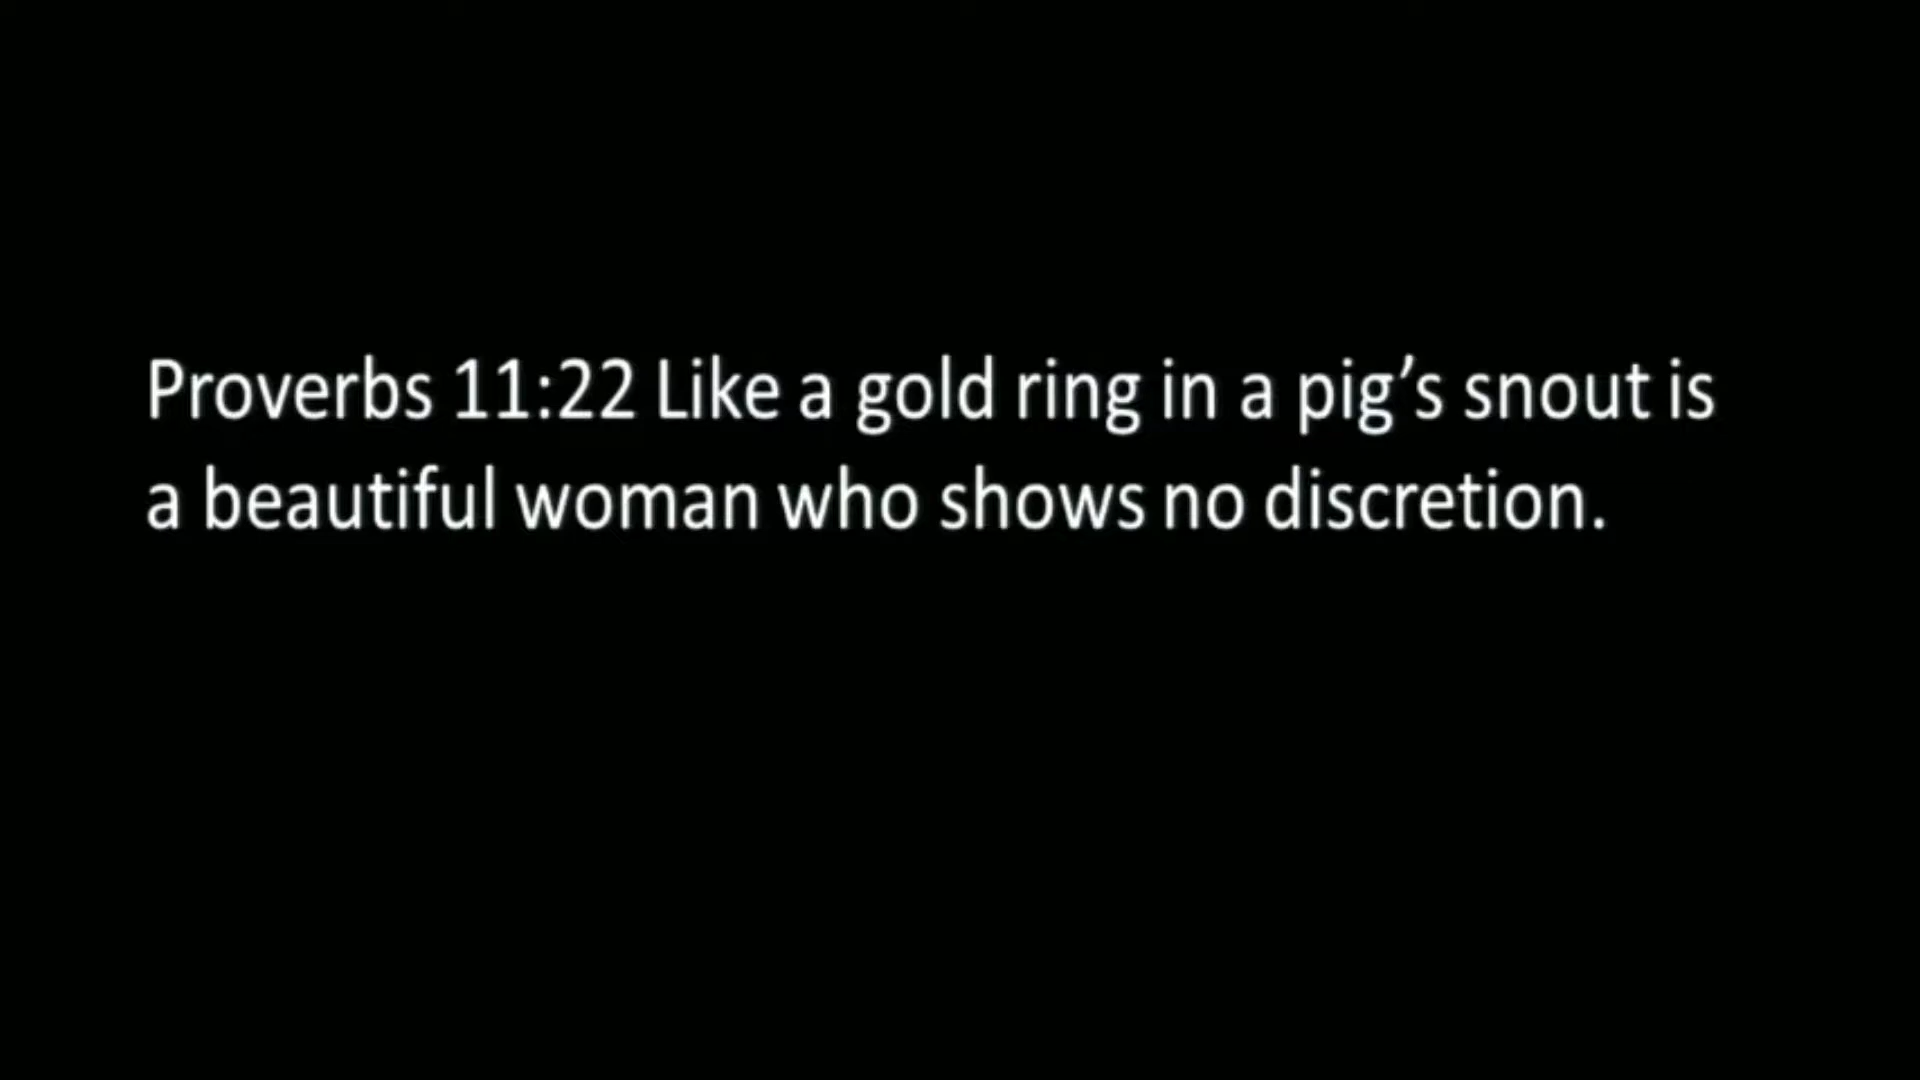 Proverbs 11:22 Like a gold ring in a pig’s snout is
a beautiful woman who shows no discretion.